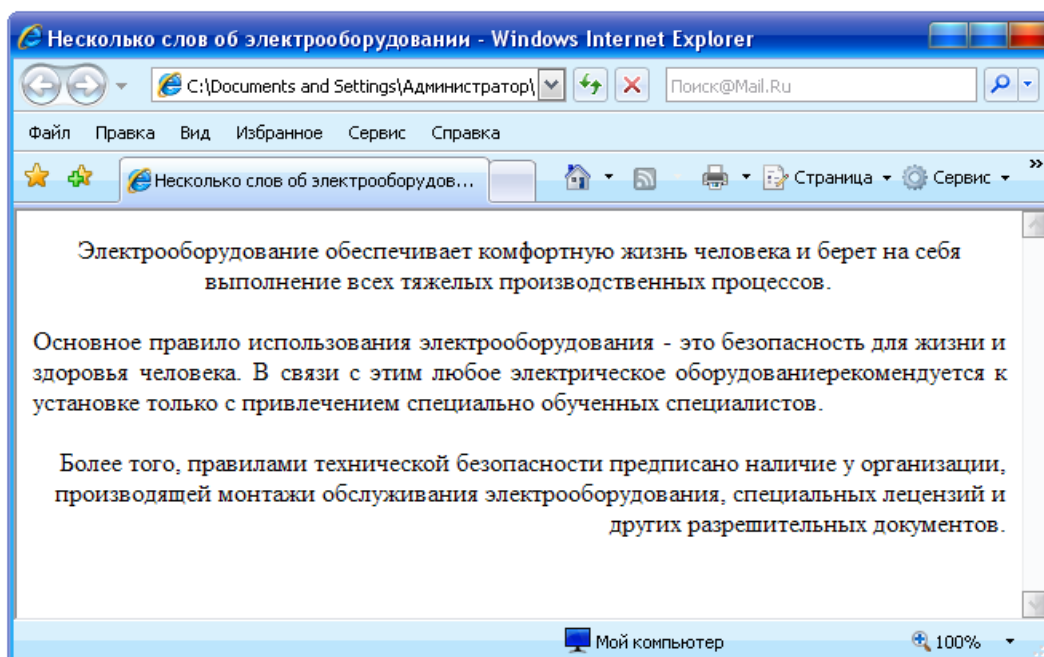 Несколько слов об электрооборудовании - Windows Internet Explorer
C:\Documents and Settings\Администратор\
Поиск@Mail.Ru
Файл Правка Вид Избранное Сервис Справка
Несколько слов об электрооборудов...
Страница Сервис »
Электрооборудование обеспечивает комфортную жизнь человека и берет на себя
выполнение всех тяжелых производственных процессов.
Основное правило использования электрооборудования - это безопасность для жизни и
здоровья человека. В связи с этим любое электрическое оборудованиерекомендуется к
установке только с привлечением специально обученных специалистов.
Более того, правилами технической безопасности предписано наличие у организации,
производящей монтажи обслуживания электрооборудования, специальных лецензий и
других разрешительных документов.
Мой компьютер 100%